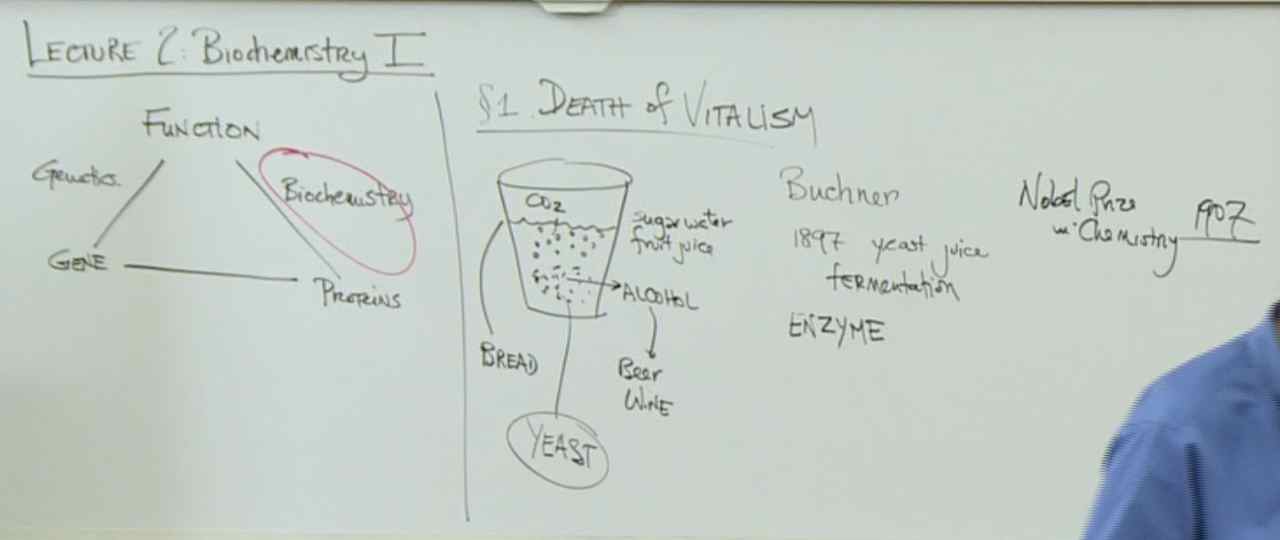 LECTURE 2: Biochemistry I
FUNCTION
Genetics.
Biochemistry
GENE
PROTEINS
§1. DEATH of VITALISM
CO2
sugar water
fruit juice
ALCOHOL
BREAD
Beer
WINE
YEAST
Buchner
1897 yeast juice
fermentation
ENZYME
Nobel Prize
in Chemistry 1907